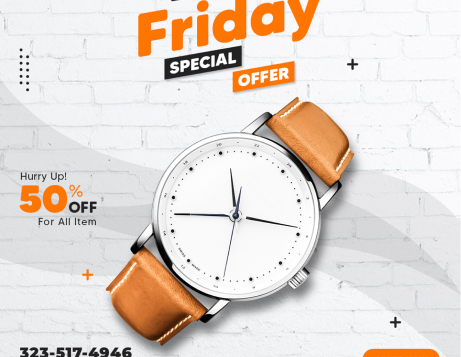 Friday
SPECIAL
OFFER
Hurry Up!
50%
OFF
For All Item
323-517-4946